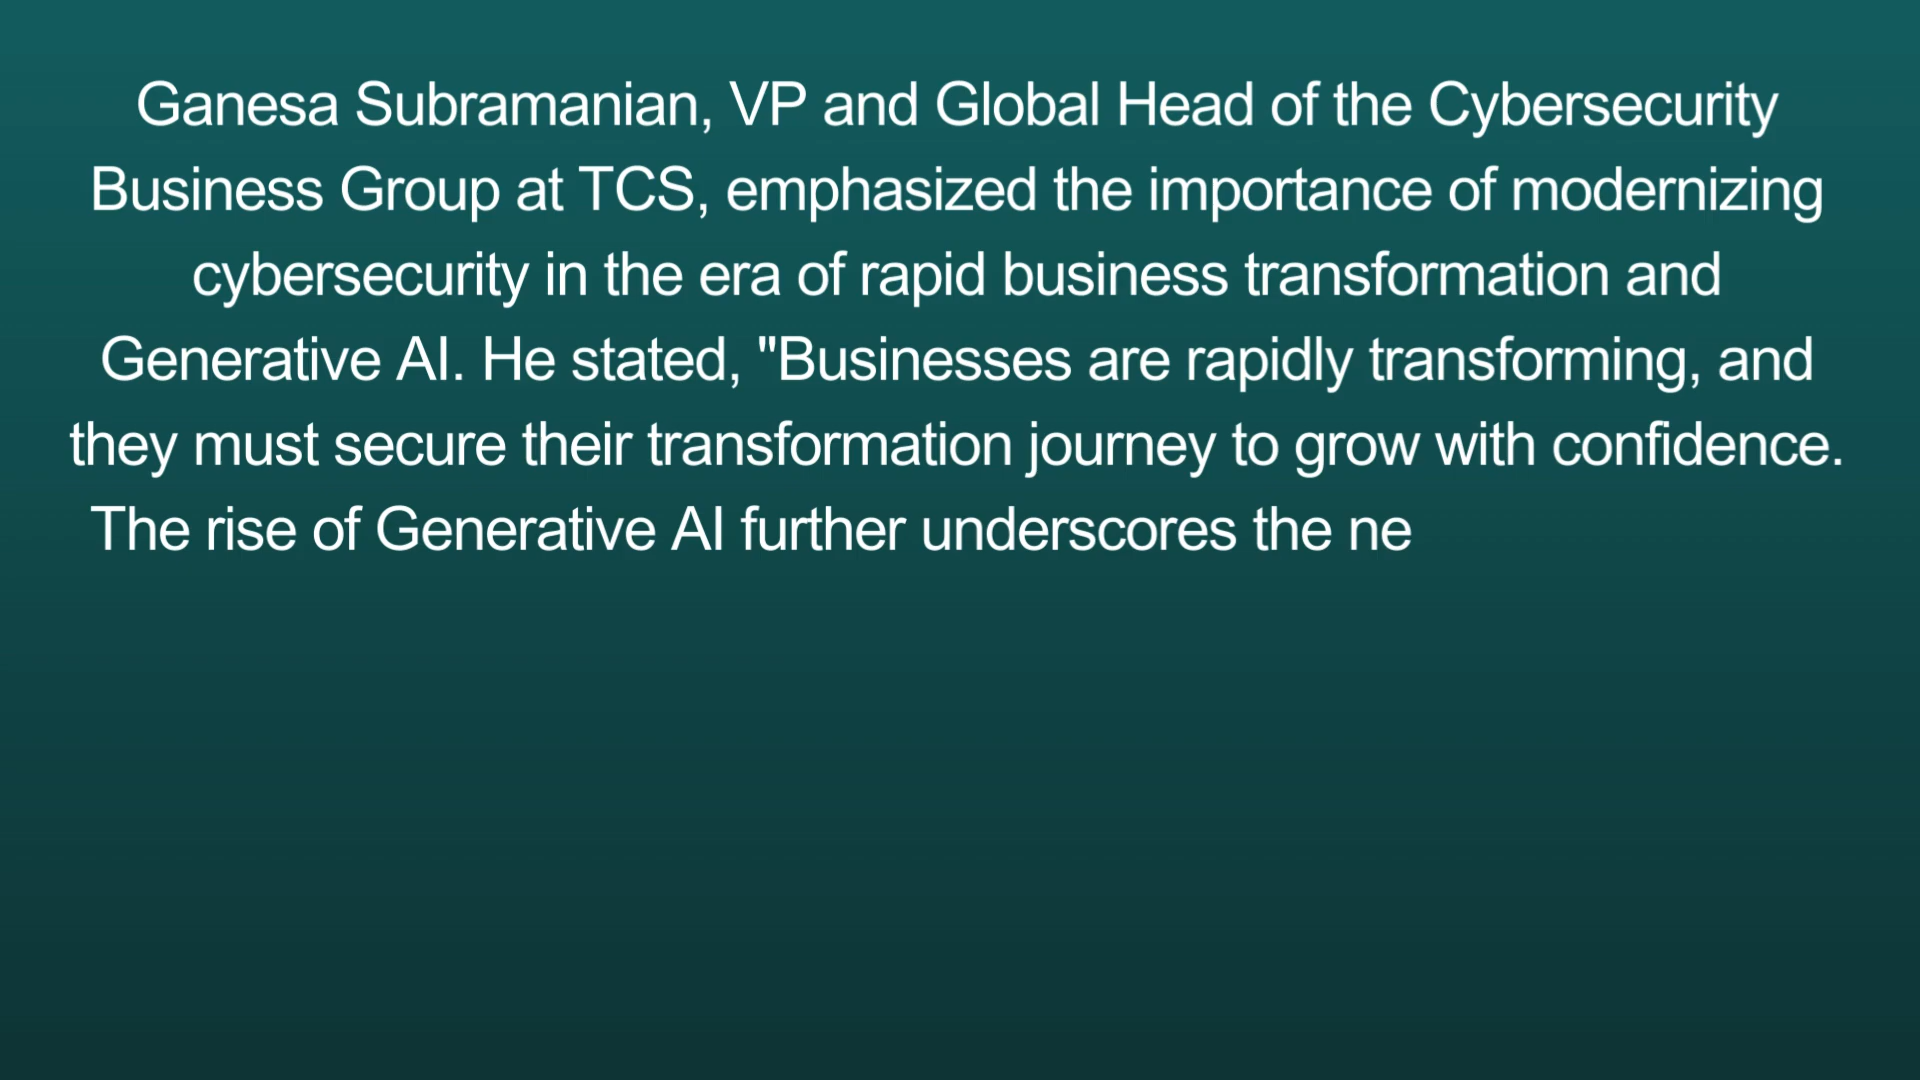 Ganesa Subramanian, VP and Global Head of the Cybersecurity
Business Group at TCS, emphasized the importance of modernizing
cybersecurity in the era of rapid business transformation and
Generative AI. He stated, "Businesses are rapidly transforming, and
they must secure their transformation journey to grow with confidence.
The rise of Generative AI further underscores the ne